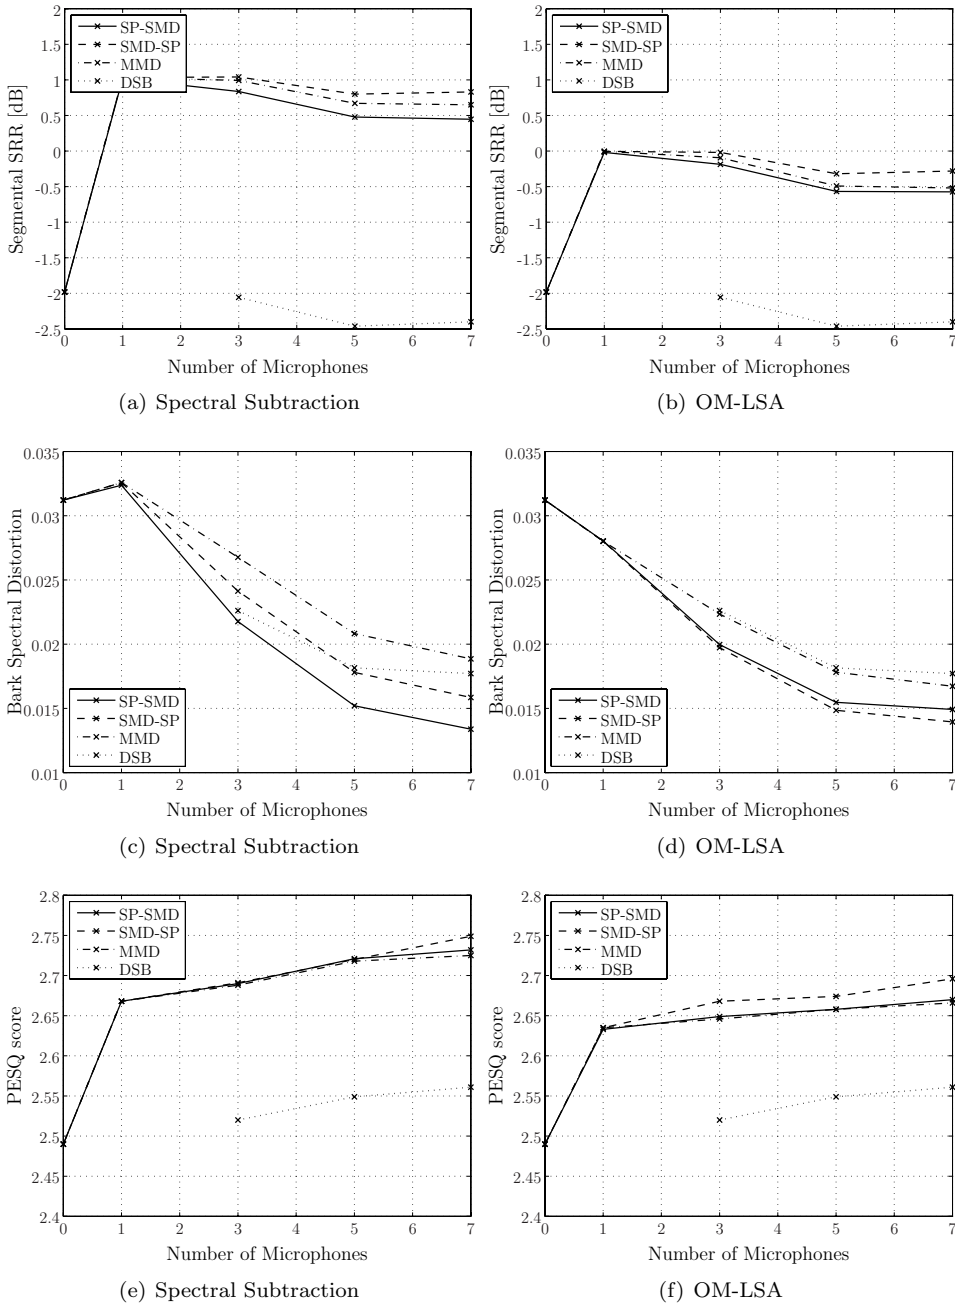 2
1.5
1
0.5
0
-0.5
-1
-1.5
-2
-2.5
Segmental SRR [dB]
SP-SMD
SMD-SP
MMD
DSB
0 1 2 3 4 5 6 7
Number of Microphones
(a) Spectral Subtraction
2
1.5
1
0.5
0
-0.5
-1
-1.5
-2
-2.5
Segmental SRR [dB]
SP-SMD
SMD-SP
MMD
DSB
0 1 2 3 4 5 6 7
Number of Microphones
(b) OM-LSA
0.035
0.03
0.025
0.02
0.015
0.01
Bark Spectral Distortion
SP-SMD
SMD-SP
MMD
DSB
0 1 2 3 4 5 6 7
Number of Microphones
(c) Spectral Subtraction
0.035
0.03
0.025
0.02
0.015
0.01
Bark Spectral Distortion
SP-SMD
SMD-SP
MMD
DSB
0 1 2 3 4 5 6 7
Number of Microphones
(d) OM-LSA
2.8
2.75
2.7
2.65
2.6
2.55
2.5
2.45
2.4
PESQ score
SP-SMD
SMD-SP
MMD
DSB
0 1 2 3 4 5 6 7
Number of Microphones
(e) Spectral Subtraction
2.8
2.75
2.7
2.65
2.6
2.55
2.5
2.45
2.4
PESQ score
SP-SMD
SMD-SP
MMD
DSB
0 1 2 3 4 5 6 7
Number of Microphones
(f) OM-LSA